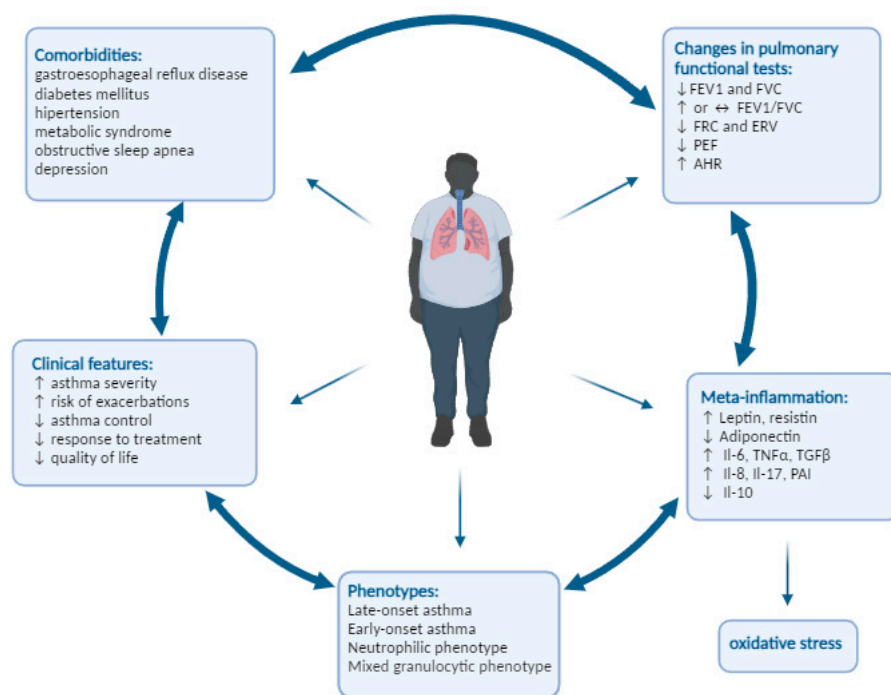 Comorbidities:
gastroesophageal reflux disease
diabetes mellitus
hipertension
metabolic syndrome
obstructive sleep apnea
depression
Changes in pulmonary
functional tests:
↓ FEV1 and FVC
↑ or ↔ FEV1/FVC
↓ FRC and ERV
↓ PEF
↑ AHR
Clinical features:
↑ asthma severity
↑ risk of exacerbations
↓ asthma control
↓ response to treatment
↓ quality of life
Meta-inflammation:
↑ Leptin, resistin
↓ Adiponectin
↑ Il-6, TNFα, TGFβ
↑ Il-8, Il-17, PAI
↓ Il-10
Phenotypes:
Late-onset asthma
Early-onset asthma
Neutrophilic phenotype
Mixed granulocytic phenotype
oxidative stress